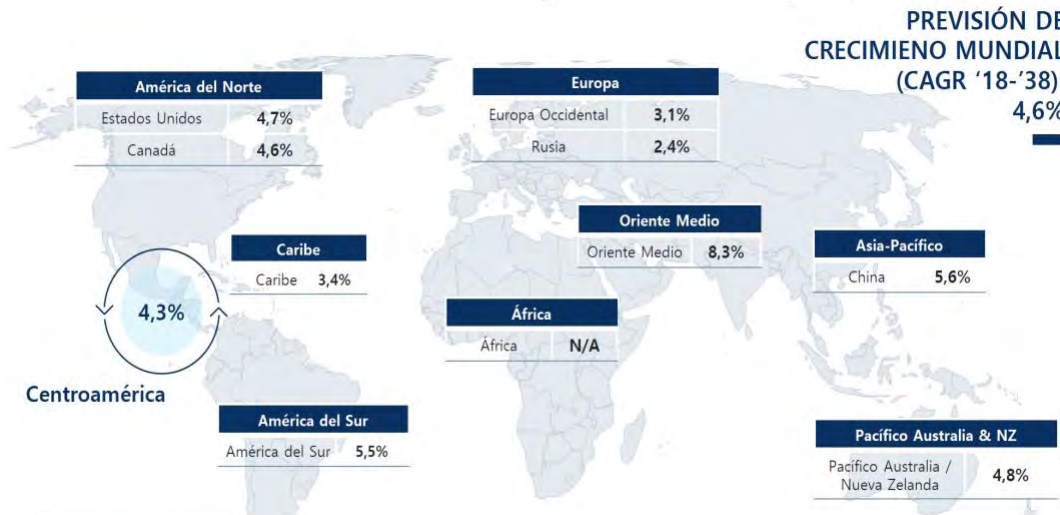 PREVISIÓN DE
CRECIMIENO MUNDIAL
(CAGR ‘18-’38)
4,6%
América del Norte
Estados Unidos 4,7%
Canadá 4,6%
Europa
Europa Occidental 3,1%
Rusia 2,4%
Oriente Medio
Oriente Medio 8,3%
Caribe
Caribe 3,4%
Asia-Pacífico
China 5,6%
4,3%
Centroamérica
África
África N/A
América del Sur
América del Sur 5,5%
Pacífico Australia & NZ
Pacífico Australia /
Nueva Zelanda 4,8%